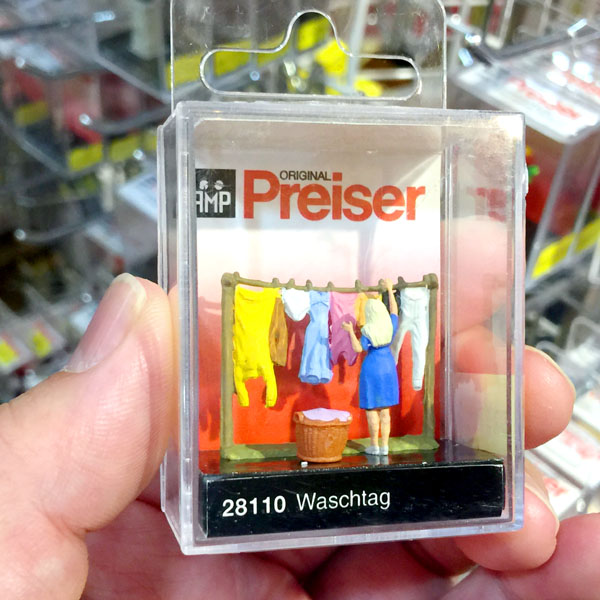 ORIGINAL
AMP Preiser
28110 Waschtag